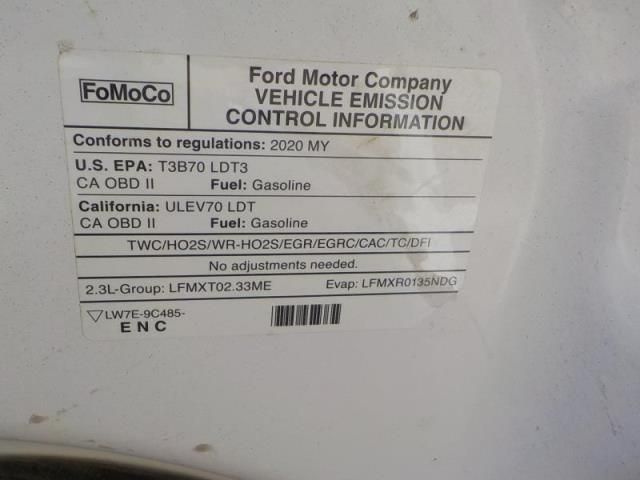 FoMoCo
Ford Motor Company
VEHICLE EMISSION
CONTROL INFORMATION
Conforms to regulations: 2020 MY
U.S. EPA: T3B70 LDT3
CA OBD II Fuel: Gasoline
California: ULEV70 LDT
CA OBD II Fuel: Gasoline
TWC/HO2S/WR-HO2S/EGR/EGRC/CAC/TC/DFI
No adjustments needed.
2.3L-Group: LFMXT02.33ME Evap: LFMXR0135NDG
LW7E-9C485-
ENC